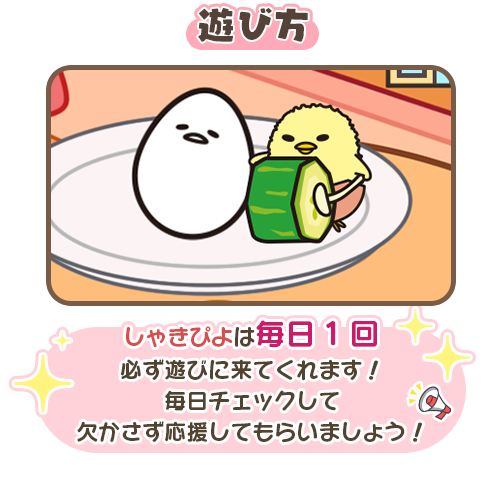 遊び方
しゃきぴよは毎日１回
必ず遊びに来てくれます！
毎日チェックして
欠かさず応援してもらいましょう！